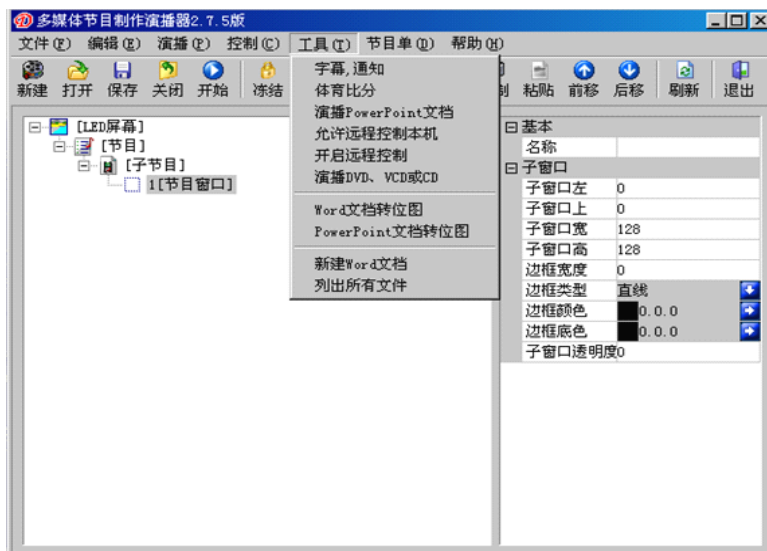 多媒体节目制作演播器2.7.5版
文件(F) 编辑(E) 演播(P) 控制(C) 工具(T) 节目单(D) 帮助(H)
新建 打开 保存 关闭 开始 冻结 粘贴 前移 后移 刷新 退出
字幕,通知
体育比分
演播PowerPoint文档
允许远程控制本机
开启远程控制
演播DVD、VCD或CD
Word文档转位图
PowerPoint文档转位图
新建Word文档
列出所有文件
[LED屏幕]
[节目]
[子节目]
1[节目窗口]
基本
名称
子窗口
子窗口左 0
子窗口上 0
子窗口宽 128
子窗口高 128
边框宽度 0
边框类型 直线
边框颜色 0.0.0
边框底色 0.0.0
子窗口透明度0